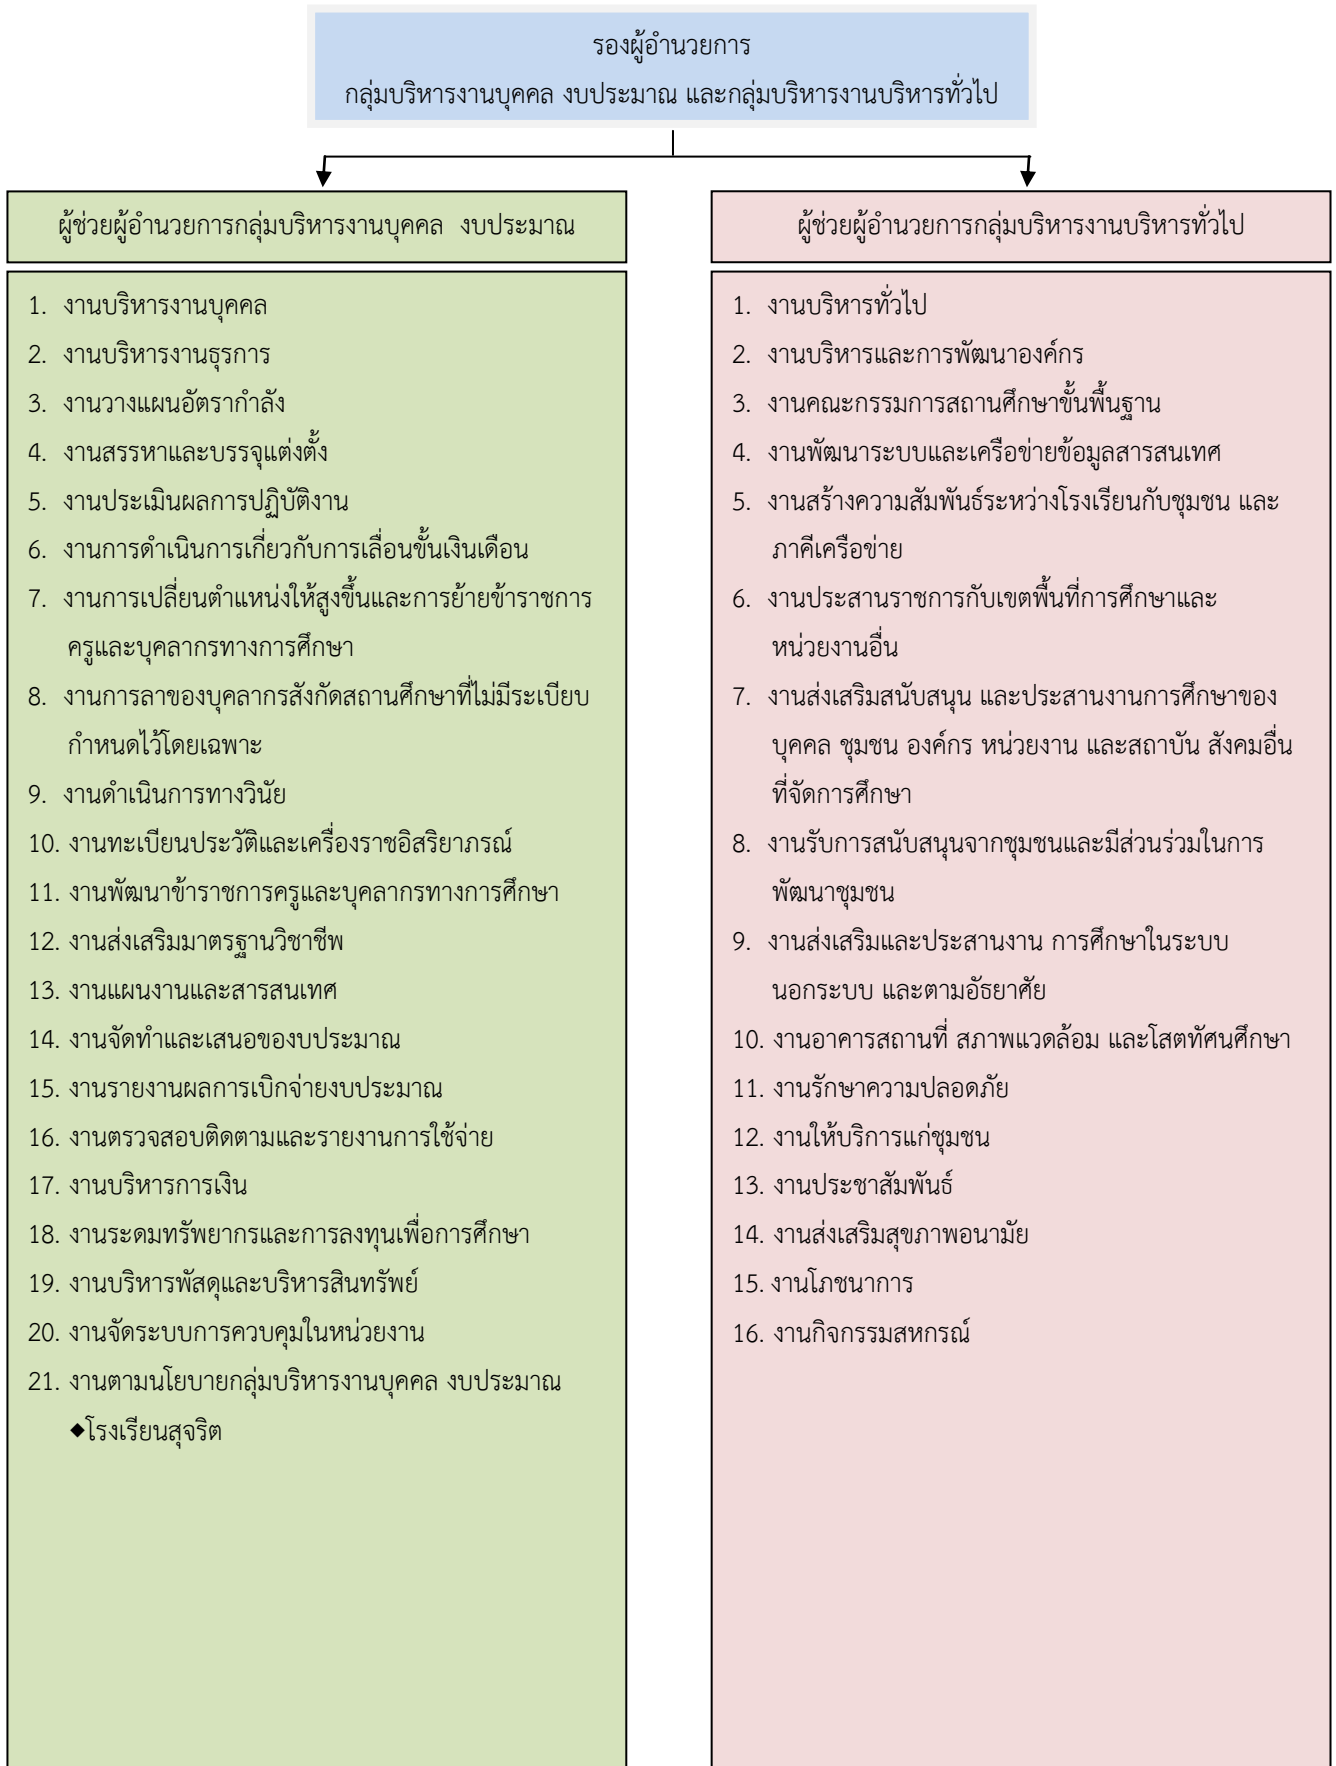 รองผู้อำนวยการ
กลุ่มบริหารงานบุคคล งบประมาณ และกลุ่มบริหารงานบริหารทั่วไป
ผู้ช่วยผู้อำนวยการกลุ่มบริหารงานบุคคล งบประมาณ
1. งานบริหารงานบุคคล
2. งานบริหารงานธุรการ
3. งานวางแผนอัตรากำลัง
4. งานสรรหาและบรรจุแต่งตั้ง
5. งานประเมินผลการปฏิบัติงาน
6. งานการดำเนินการเกี่ยวกับการเลื่อนขั้นเงินเดือน
7. งานการเปลี่ยนตำแหน่งให้สูงขึ้นและการย้ายข้าราชการ
ครูและบุคลากรทางการศึกษา
8. งานการลาของบุคลากรสังกัดสถานศึกษาที่ไม่มีระเบียบ
กำหนดไว้โดยเฉพาะ
9. งานดำเนินการทางวินัย
10. งานทะเบียนประวัติและเครื่องราชอิสริยาภรณ์
11. งานพัฒนาข้าราชการครูและบุคลากรทางการศึกษา
12. งานส่งเสริมมาตรฐานวิชาชีพ
13. งานแผนงานและสารสนเทศ
14. งานจัดทำและเสนอของบประมาณ
15. งานรายงานผลการเบิกจ่ายงบประมาณ
16. งานตรวจสอบติดตามและรายงานการใช้จ่าย
17. งานบริหารการเงิน
18. งานระดมทรัพยากรและการลงทุนเพื่อการศึกษา
19. งานบริหารพัสดุและบริหารสินทรัพย์
20. งานจัดระบบการควบคุมในหน่วยงาน
21. งานตามนโยบายกลุ่มบริหารงานบุคคล งบประมาณ
◆โรงเรียนสุจริต
ผู้ช่วยผู้อำนวยการกลุ่มบริหารงานบริหารทั่วไป
1. งานบริหารทั่วไป
2. งานบริหารและการพัฒนาองค์กร
3. งานคณะกรรมการสถานศึกษาขั้นพื้นฐาน
4. งานพัฒนาระบบและเครือข่ายข้อมูลสารสนเทศ
5. งานสร้างความสัมพันธ์ระหว่างโรงเรียนกับชุมชน และ
ภาคีเครือข่าย
6. งานประสานราชการกับเขตพื้นที่การศึกษาและ
หน่วยงานอื่น
7. งานส่งเสริมสนับสนุน และประสานงานการศึกษาของ
บุคคล ชุมชน องค์กร หน่วยงาน และสถาบัน สังคมอื่น
ที่จัดการศึกษา
8. งานรับการสนับสนุนจากชุมชนและมีส่วนร่วมในการ
พัฒนาชุมชน
9. งานส่งเสริมและประสานงาน การศึกษาในระบบ
นอกระบบ และตามอัธยาศัย
10. งานอาคารสถานที่ สภาพแวดล้อม และโสตทัศนศึกษา
11. งานรักษาความปลอดภัย
12. งานให้บริการแก่ชุมชน
13. งานประชาสัมพันธ์
14. งานส่งเสริมสุขภาพอนามัย
15. งานโภชนาการ
16. งานกิจกรรมสหกรณ์